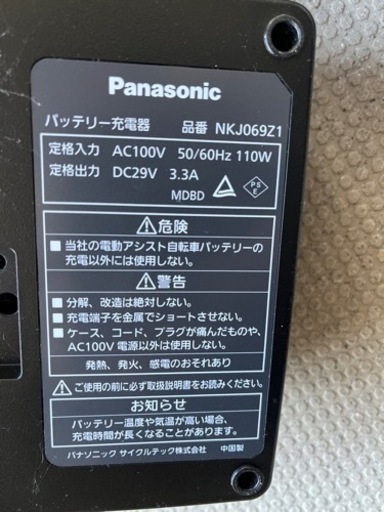 Panasonic
バッテリー充電器 品番 NKJ069Z1
定格入力 AC100V 50/60Hz 110W
定格出力 DC29V 3.3A
MDBD
PS
E
危険
■当社の電動アシスト自転車バッテリーの
充電以外には使用しない。
警告
■分解、改造は絶対しない。
■充電端子を金属でショートさせない。
■ケース、コード、プラグが痛んだものや、
AC100V 電源以外は使用しない。
発熱、発火、感電のおそれあり
ご使用の前に必ず取扱説明書をお読みください。
お知らせ
バッテリー温度や気温が高い場合、
充電時間が長くなることがあります。
パナソニック サイクルテック株式会社 中国製